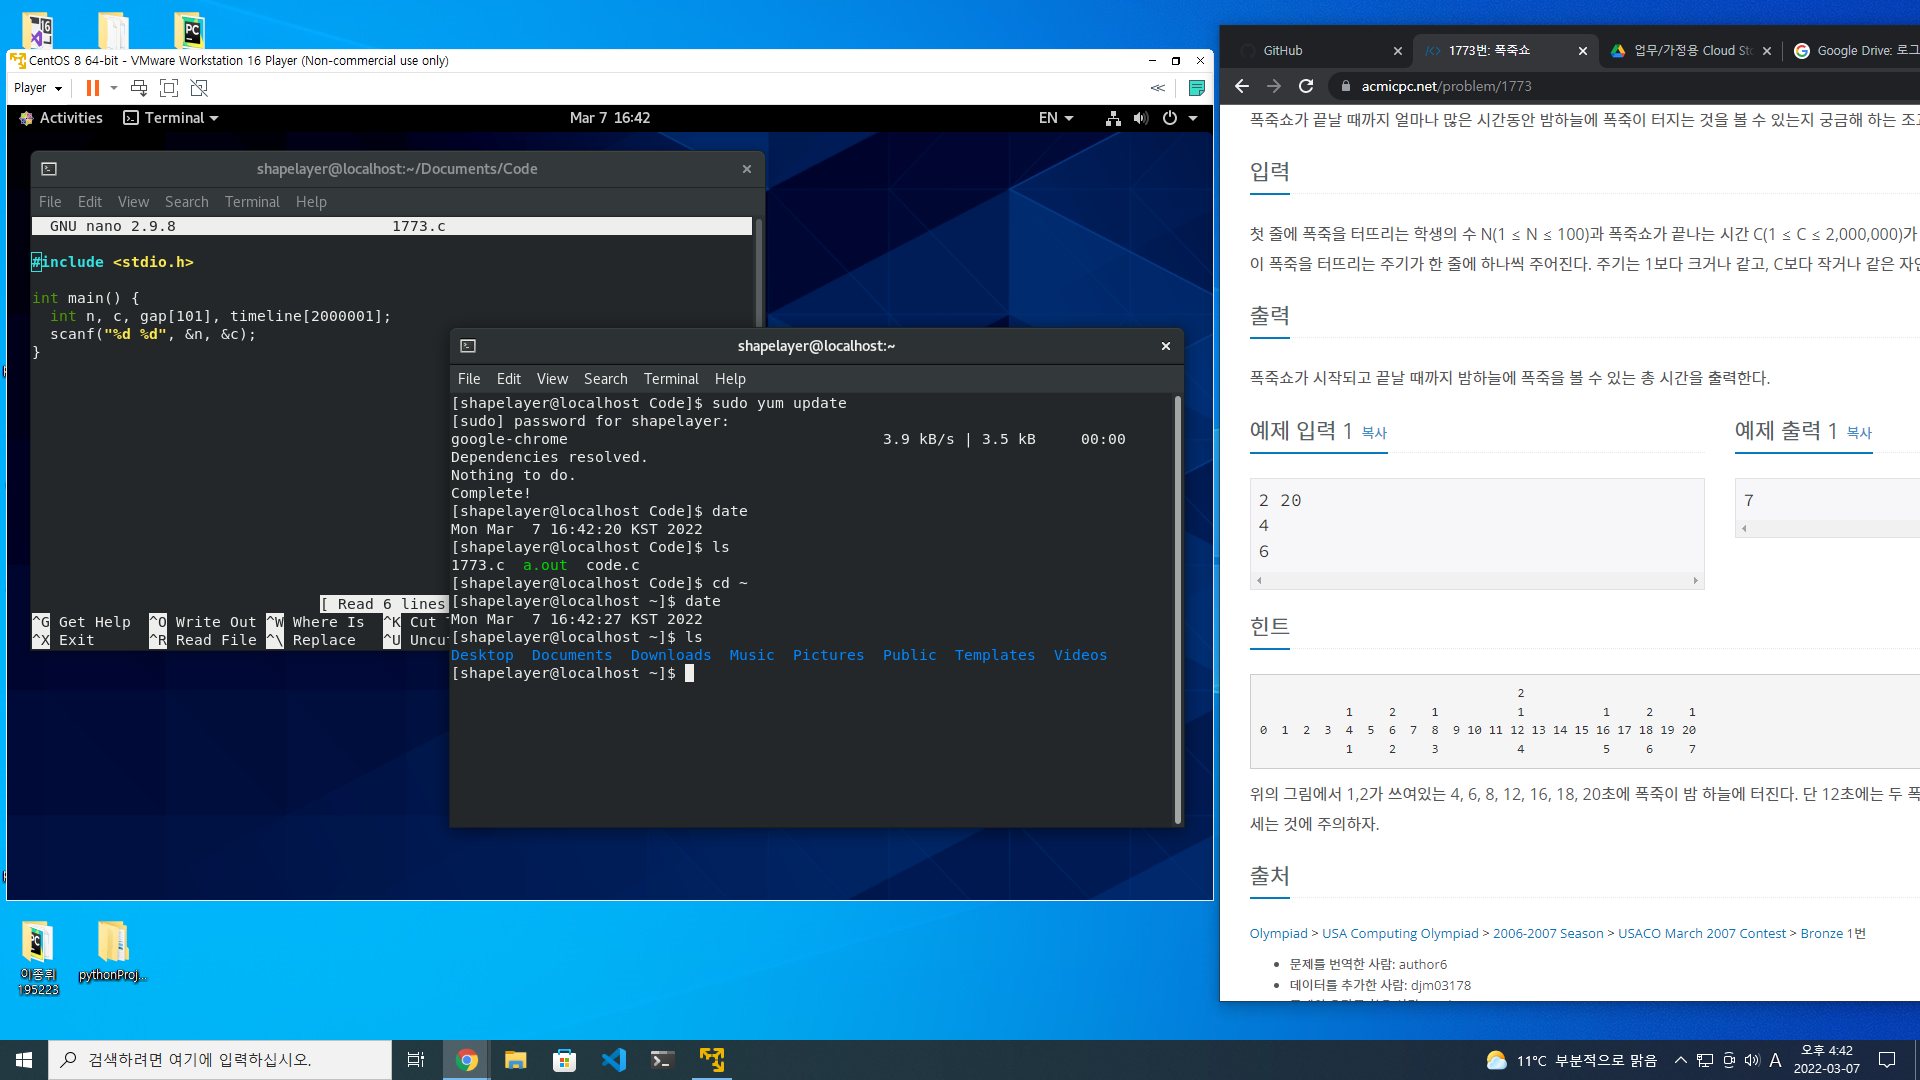 CentOS 8 64-bit - VMware Workstation 16 Player (Non-commercial use only)
Player
Activities
Terminal
Mar 7 16:42
EN
shapelayer@localhost:~/Documents/Code
File Edit View Search Terminal Help
GNU nano 2.9.8 1773.c
#include <stdio.h>
int main() {
int n, c, gap[101], timeline[2000001];
scanf("%d %d", &n, &c);
}
[ Read 6 lines
^G Get Help ^O Write Out ^W Where Is ^K Cut
^X Exit ^R Read File ^\ Replace ^U Uncu
shapelayer@localhost:~
File Edit View Search Terminal Help
[shapelayer@localhost Code]$ sudo yum update
[sudo] password for shapelayer:
google-chrome 3.9 kB/s | 3.5 kB 00:00
Dependencies resolved.
Nothing to do.
Complete!
[shapelayer@localhost Code]$ date
Mon Mar 7 16:42:20 KST 2022
[shapelayer@localhost Code]$ ls
1773.c a.out code.c
[shapelayer@localhost Code]$ cd ~
[shapelayer@localhost ~]$ date
Mon Mar 7 16:42:27 KST 2022
[shapelayer@localhost ~]$ ls
Desktop Documents Downloads Music Pictures Public Templates Videos
[shapelayer@localhost ~]$
GitHub
1773번: 폭죽쇼
업무/가정용 Cloud Sto
Google Drive: 로그
acmicpc.net/problem/1773
폭죽쇼가 끝날 때까지 얼마나 많은 시간동안 밤하늘에 폭죽이 터지는 것을 볼 수 있는지 궁금해 하는 조교
입력
첫 줄에 폭죽을 터뜨리는 학생의 수 N(1 ≤ N ≤ 100)과 폭죽쇼가 끝나는 시간 C(1 ≤ C ≤ 2,000,000)가
이 폭죽을 터뜨리는 주기가 한 줄에 하나씩 주어진다. 주기는 1보다 크거나 같고, C보다 작거나 같은 자연
출력
폭죽쇼가 시작되고 끝날 때까지 밤하늘에 폭죽을 볼 수 있는 총 시간을 출력한다.
예제 입력 1 복사
2 20
4
6
예제 출력 1 복사
7
힌트
2
1 2 1 1 1 2 1
0 1 2 3 4 5 6 7 8 9 10 11 12 13 14 15 16 17 18 19 20
1 2 3 4 5 6 7
위의 그림에서 1,2가 쓰여있는 4, 6, 8, 12, 16, 18, 20초에 폭죽이 밤 하늘에 터진다. 단 12초에는 두 폭
세는 것에 주의하자.
출처
Olympiad > USA Computing Olympiad > 2006-2007 Season > USACO March 2007 Contest > Bronze 1번
문제를 번역한 사람: author6
데이터를 추가한 사람: djm03178
이종휘
195223
pythonProj...
검색하려면 여기에 입력하십시오.
11°C 부분적으로 맑음
A
오후 4:42
2022-03-07